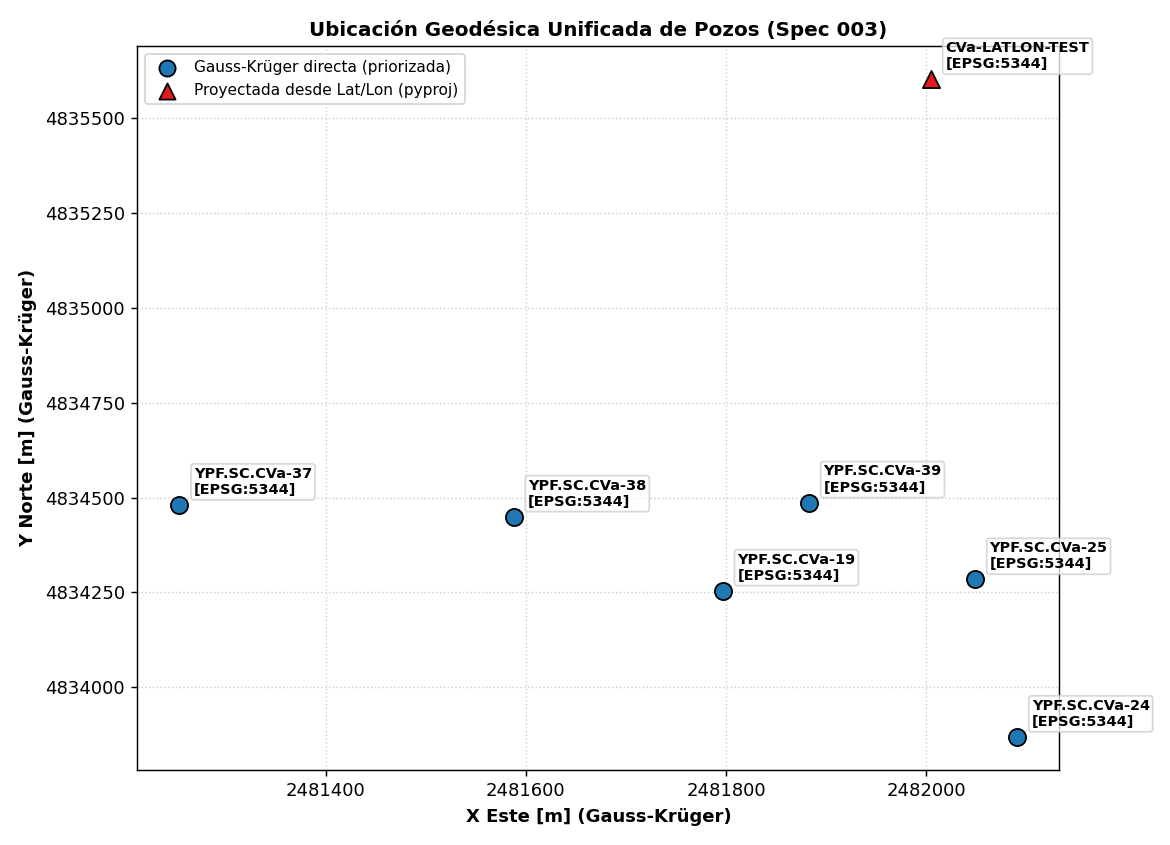 Ubicación Geodésica Unificada de Pozos (Spec 003)
Gauss-Krüger directa (priorizada)
Proyectada desde Lat/Lon (pyproj)
CVa-LATLON-TEST
[EPSG:5344]
4835500
4835250
4835000
4834750
4834500
4834250
4834000
Y Norte [m] (Gauss-Krüger)
YPF.SC.CVa-37
[EPSG:5344]
YPF.SC.CVa-38
[EPSG:5344]
YPF.SC.CVa-39
[EPSG:5344]
YPF.SC.CVa-19
[EPSG:5344]
YPF.SC.CVa-25
[EPSG:5344]
YPF.SC.CVa-24
[EPSG:5344]
2481400
2481600
2481800
2482000
X Este [m] (Gauss-Krüger)